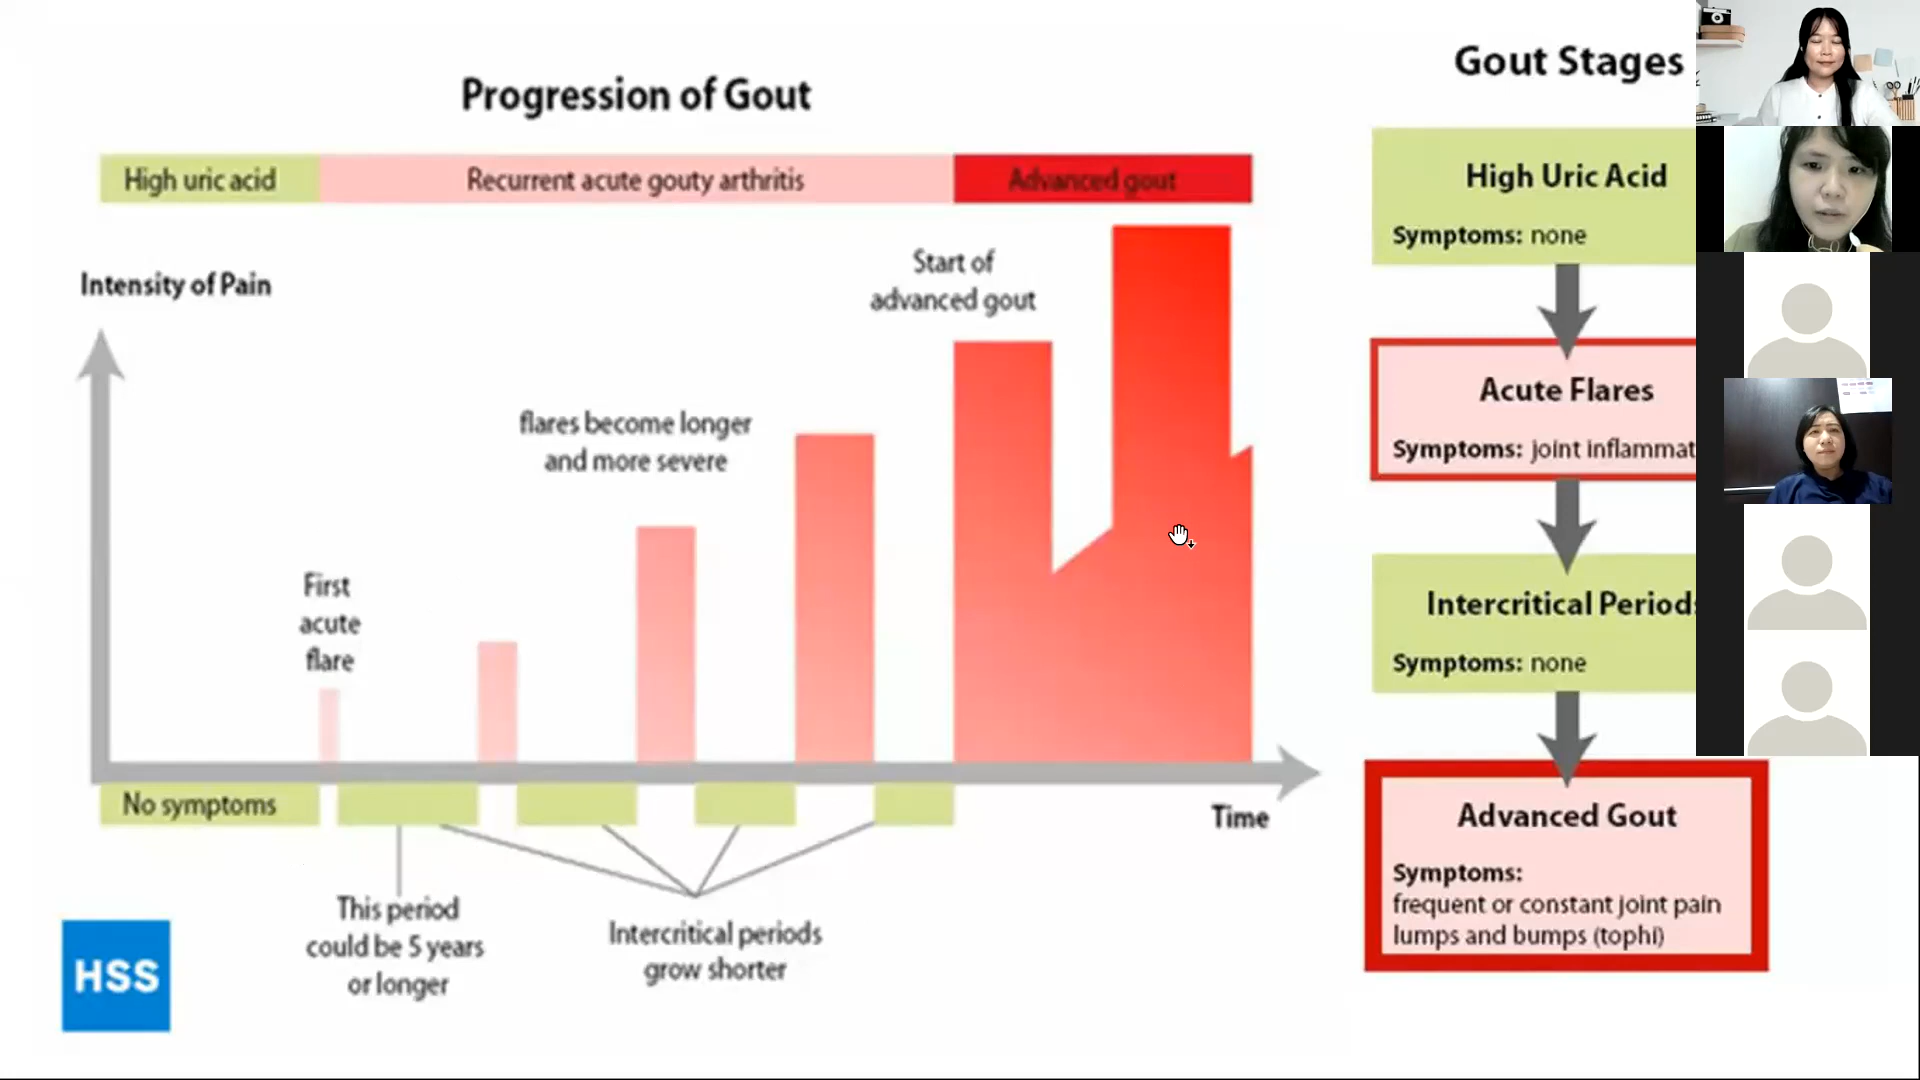 Progression of Gout
High uric acid
Recurrent acute gouty arthritis
Advanced gout
Intensity of Pain
Start of
advanced gout
flares become longer
and more severe
First
acute
flare
No symptoms
Time
This period
could be 5 years
or longer
Intercritical periods
grow shorter
HSS
Gout Stages
High Uric Acid
Symptoms: none
Acute Flares
Symptoms: joint inflammat
Intercritical Periods
Symptoms: none
Advanced Gout
Symptoms:
frequent or constant joint pain
lumps and bumps (tophi)